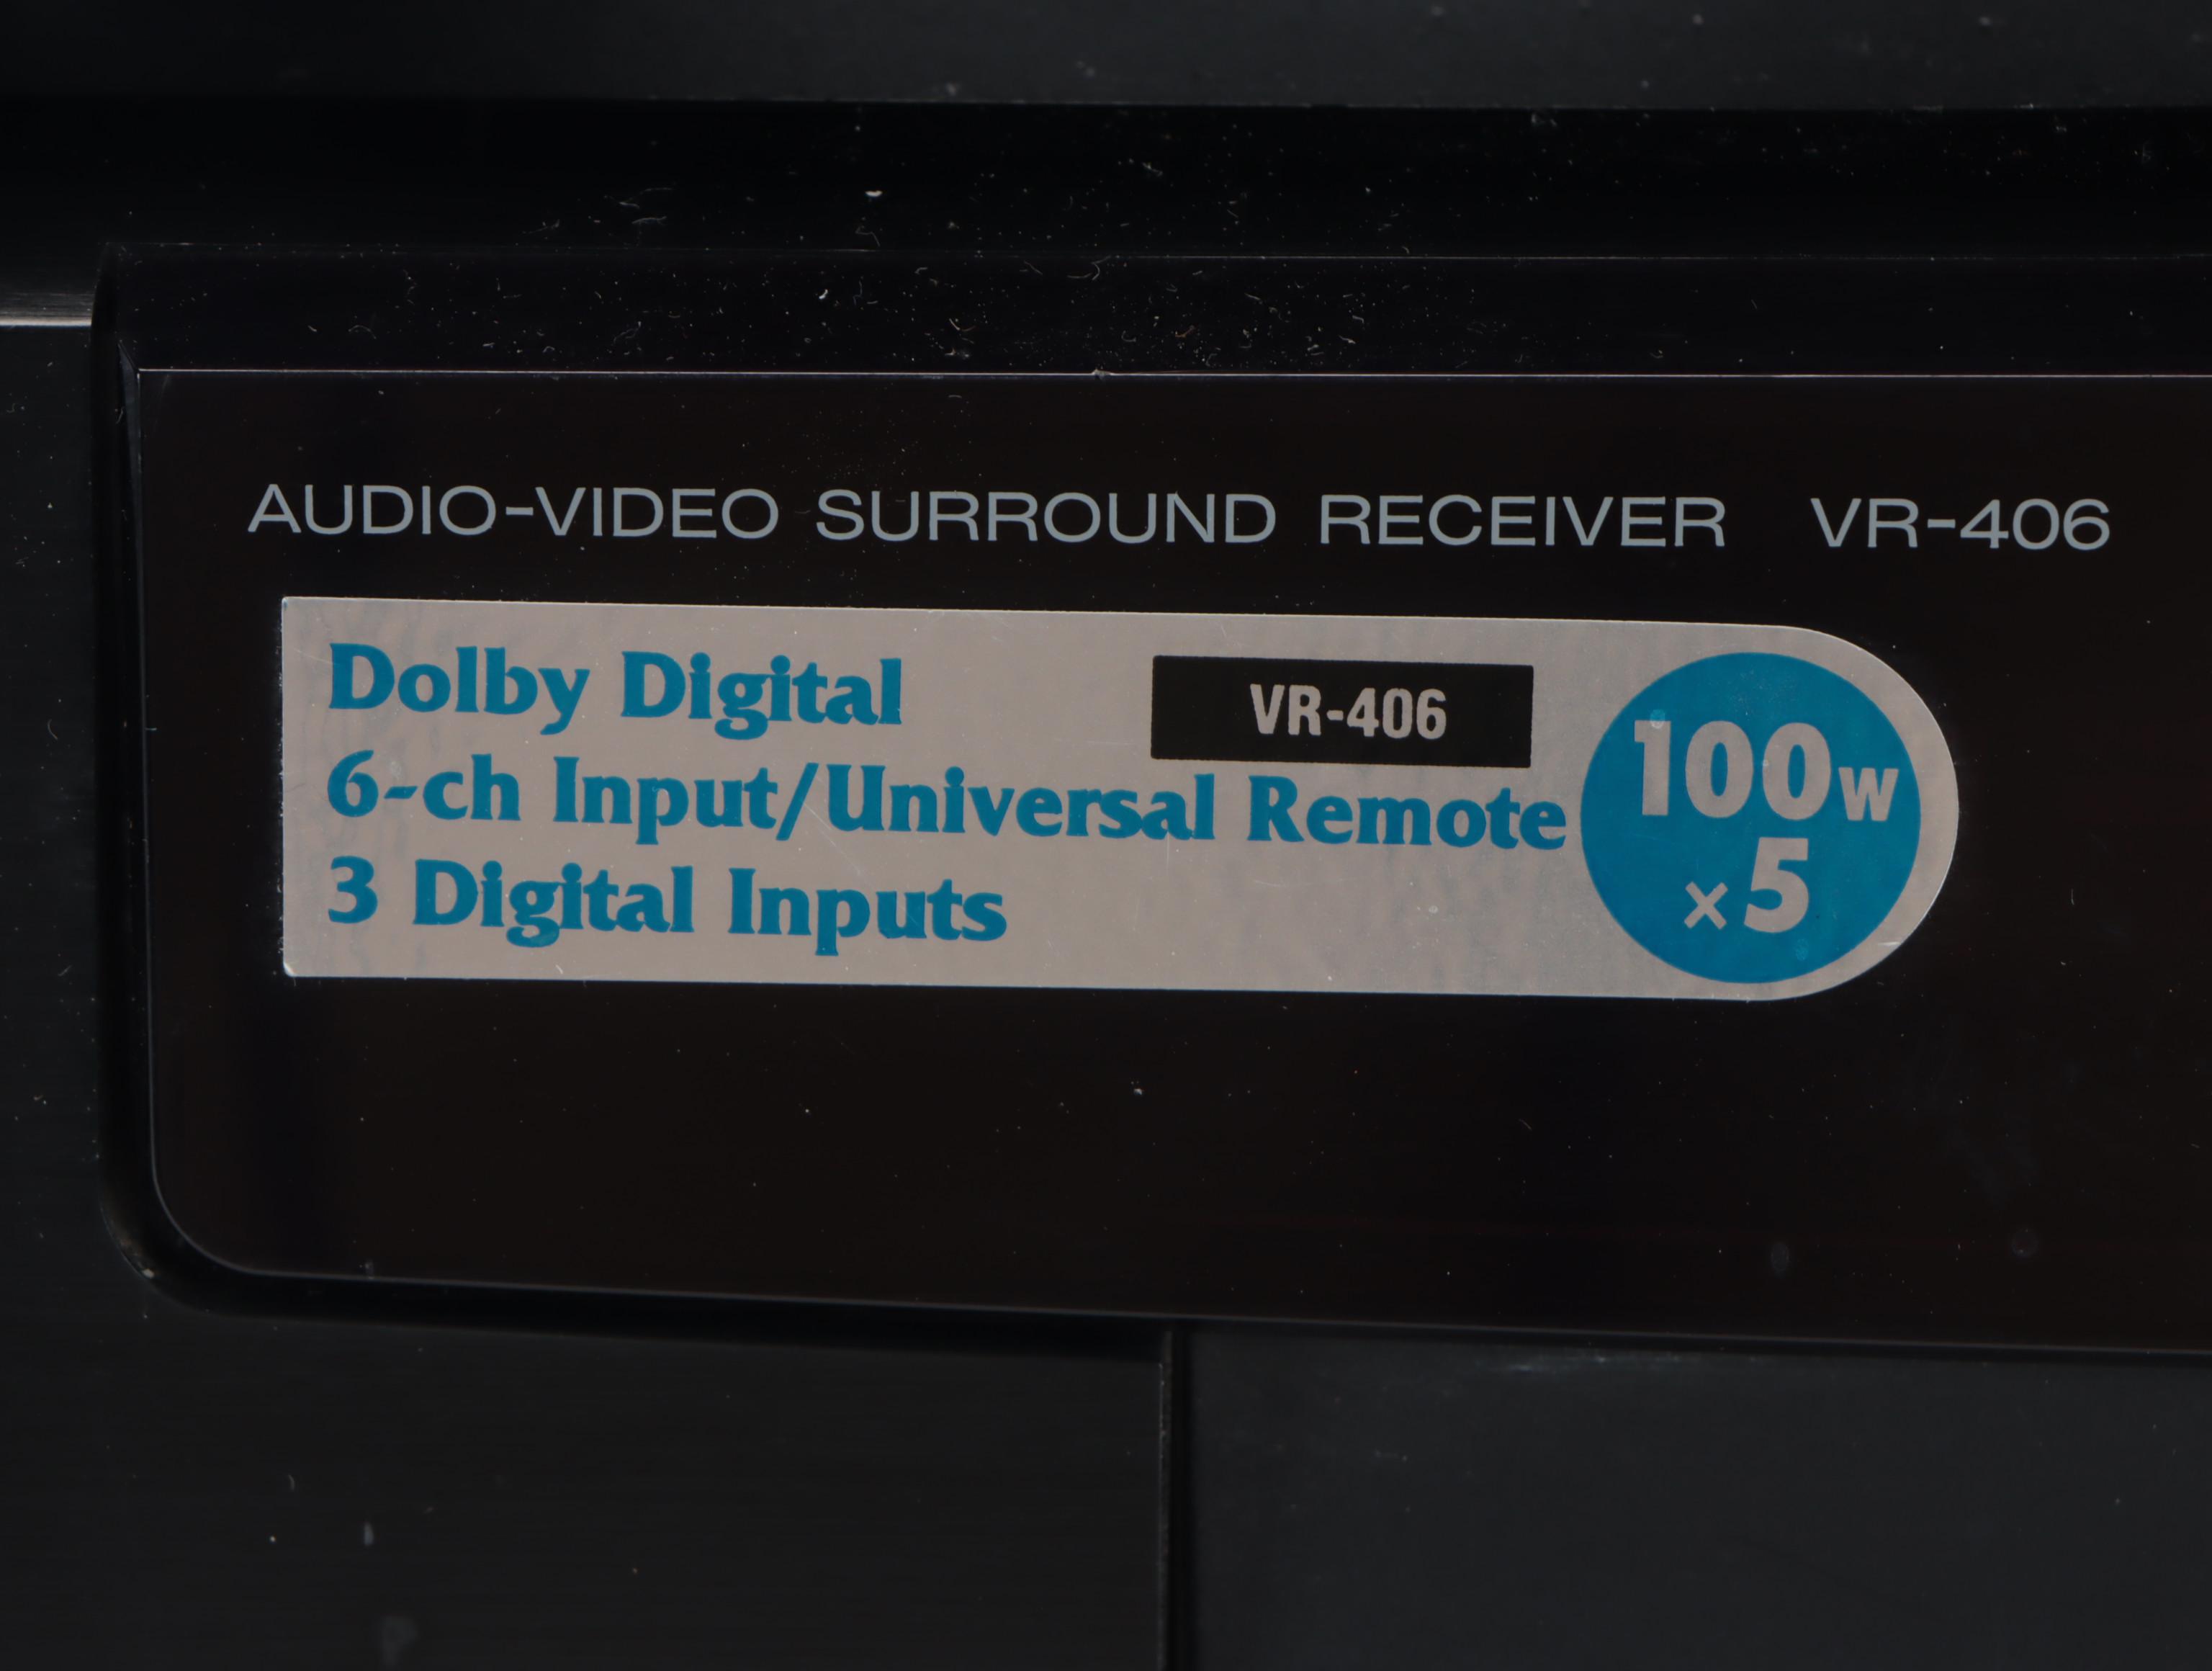 AUDIO-VIDEO SURROUND RECEIVER VR-406
Dolby Digital
VR-406
6-ch Input/Universal Remote
3 Digital Inputs
100W
x5